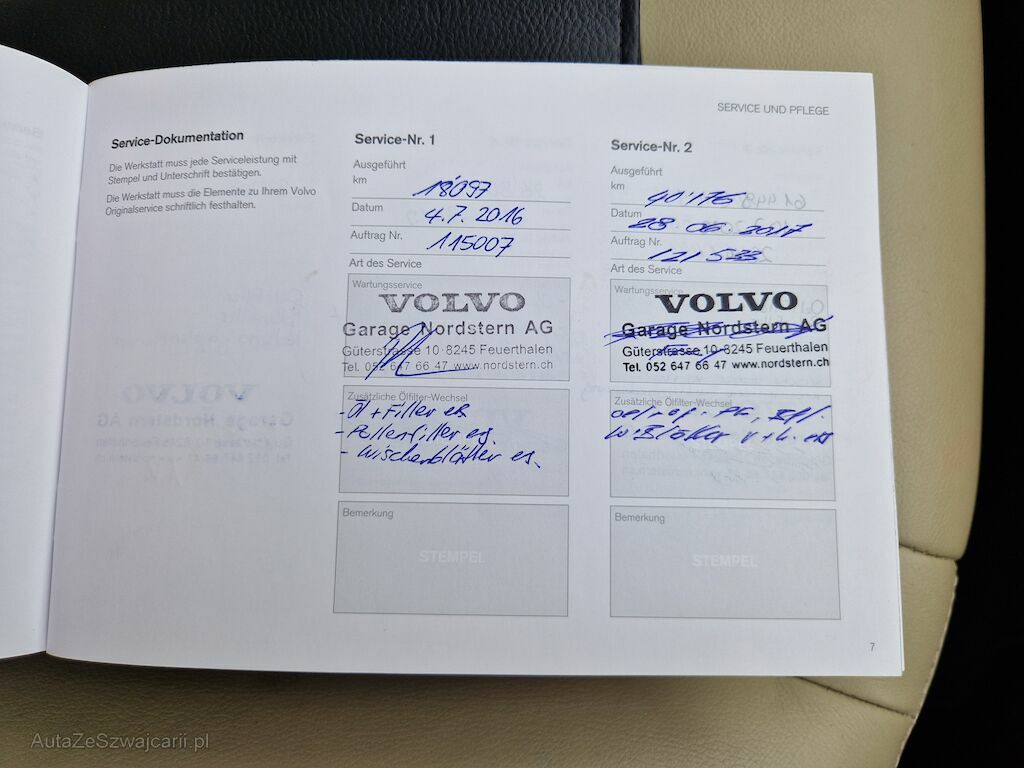 SERVICE UND PFLEGE
Service-Dokumentation
Die Werkstatt muss jede Serviceleistung mit
Stempel und Unterschrift bestätigen.
Die Werkstatt muss die Elemente zu Ihrem Volvo
Originalservice schriftlich festhalten.
Service-Nr. 1
Ausgeführt
km 18'097
Datum 4.7.2016
Auftrag Nr. 115007
Art des Service
Wartungsservice
VOLVO
Garage Nordstern AG
Güterstrasse 10·8245 Feuerthalen
Tel. 052 647 66 47 www.nordstern.ch
Zusätzliche Ölfilter-Wechsel
- Öl + Filter es
- Pollenfilter es.
- Wischerblätter es.
Bemerkung
STEMPEL
Service-Nr. 2
Ausgeführt
km 40'176
Datum 28.06.2017
Auftrag Nr. 121533
Art des Service
Wartungsservice
VOLVO
Garage Nordstern AG
Güterstrasse 10·8245 Feuerthalen
Tel. 052 647 66 47 www.nordstern.ch
Zusätzliche Ölfilter-Wechsel
Bemerkung
STEMPEL
7
AutaZeSzwajcarii.pl